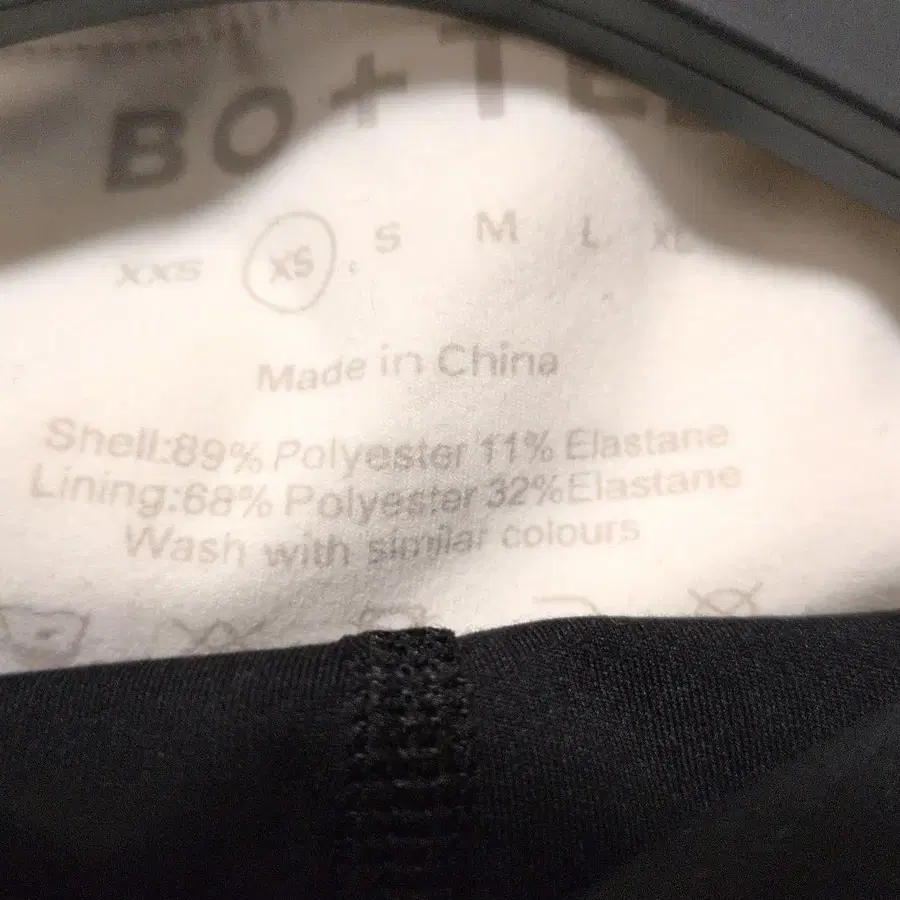 BO+TE
XXS XS S M L
Made in China
Shell:89% Polyester 11% Elastane
Lining:68% Polyester 32%Elastane
Wash with similar colours